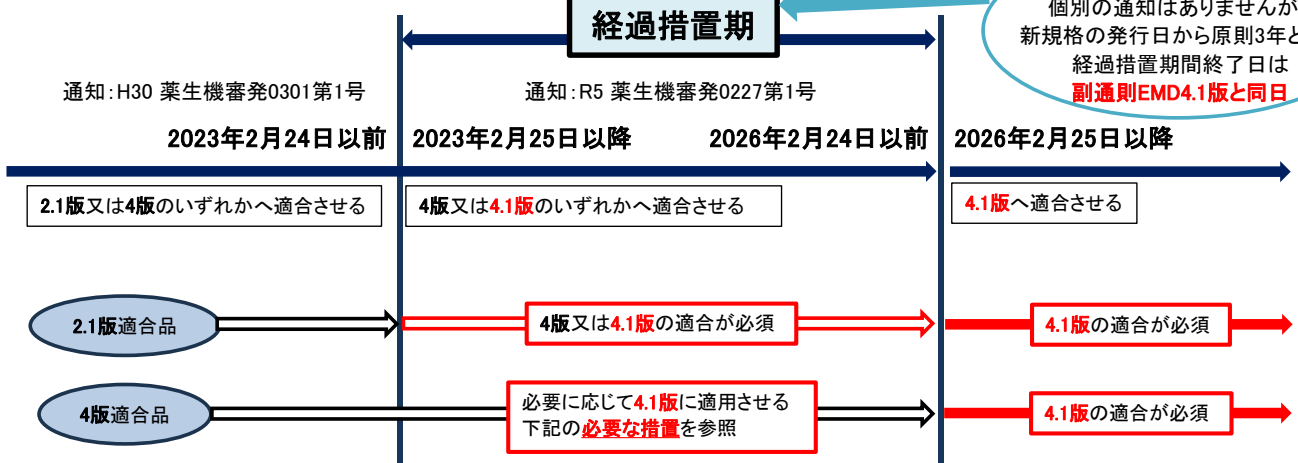 経過措置期
個別の通知はありませんが
新規格の発行日から原則3年と
経過措置期間終了日は
副通則EMD4.1版と同日
通知:H30 薬生機審発0301第1号
通知:R5 薬生機審発0227第1号
2023年2月24日以前
2023年2月25日以降
2026年2月24日以前
2026年2月25日以降
2.1版又は4版のいずれかへ適合させる
4版又は4.1版のいずれかへ適合させる
4.1版へ適合させる
2.1版適合品
4版又は4.1版の適合が必須
4.1版の適合が必須
4版適合品
必要に応じて4.1版に適用させる
下記の必要な措置を参照
4.1版の適合が必須